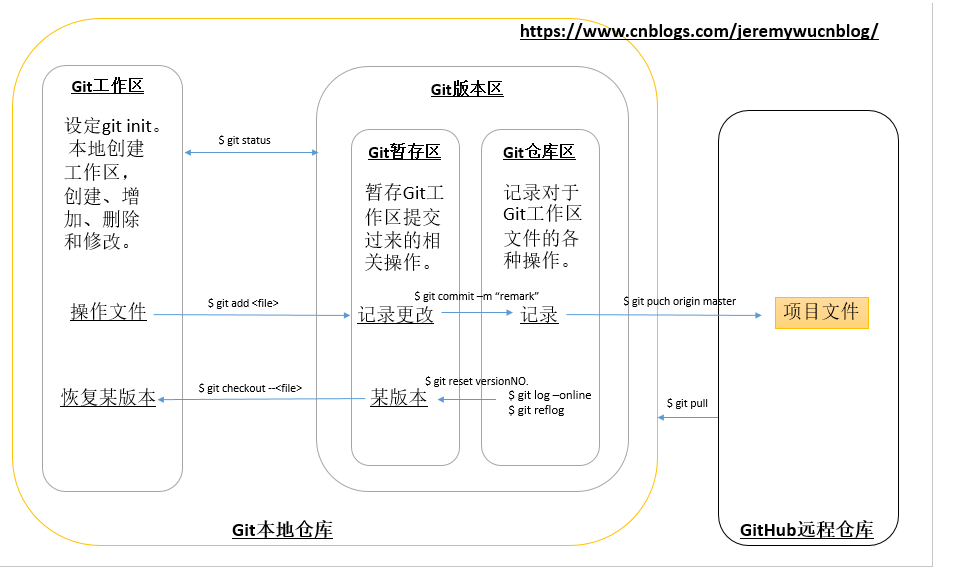 https://www.cnblogs.com/jeremywucnblog/
Git工作区
设定git init。
本地创建
工作区，
创建、增
加、删除
和修改。
$ git status
Git版本区
Git暂存区
暂存Git工
作区提交
过来的相
关操作。
Git仓库区
记录对于
Git工作区
文件的各
种操作。
操作文件
$ git add <file>
记录更改
$ git commit –m “remark”
记录
$ git puch origin master
项目文件
恢复某版本
$ git checkout --<file>
某版本
$ git reset versionNO.
$ git log –online
$ git reflog
$ git pull
Git本地仓库
GitHub远程仓库